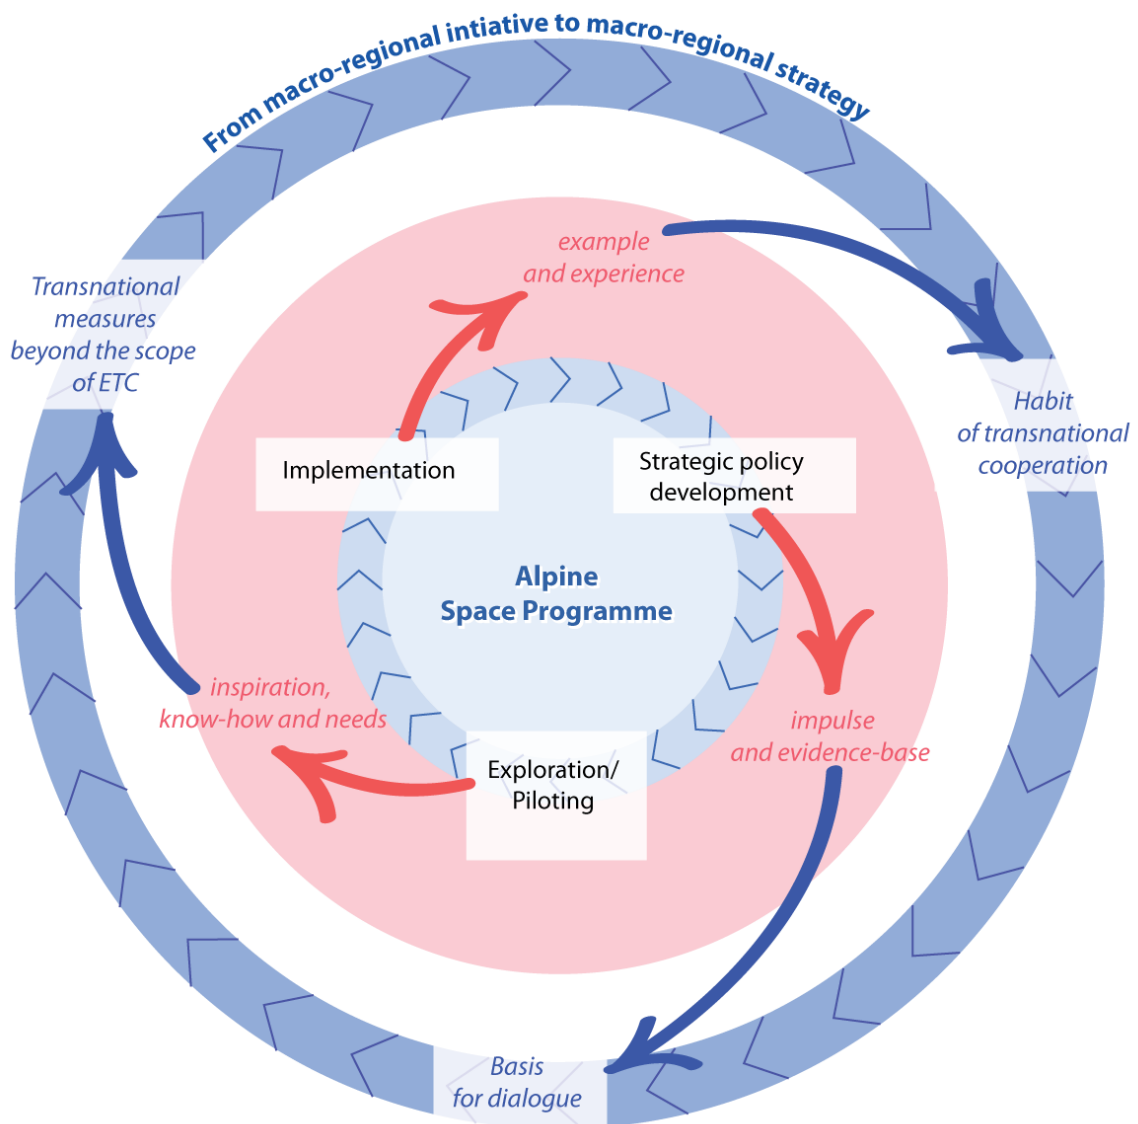 From macro-regional intiative to macro-regional strategy
example
and experience
Transnational
measures
beyond the scope
of ETC
Habit
of transnational
cooperation
Implementation
Strategic policy
development
Alpine
Space Programme
inspiration,
know-how and needs
impulse
and evidence-base
Exploration/
Piloting
Basis
for dialogue